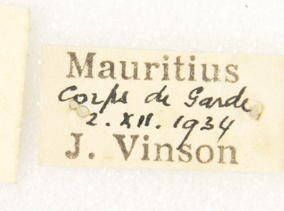 Mauritius
Corps de Garde
2.XII.1934
J. Vinson